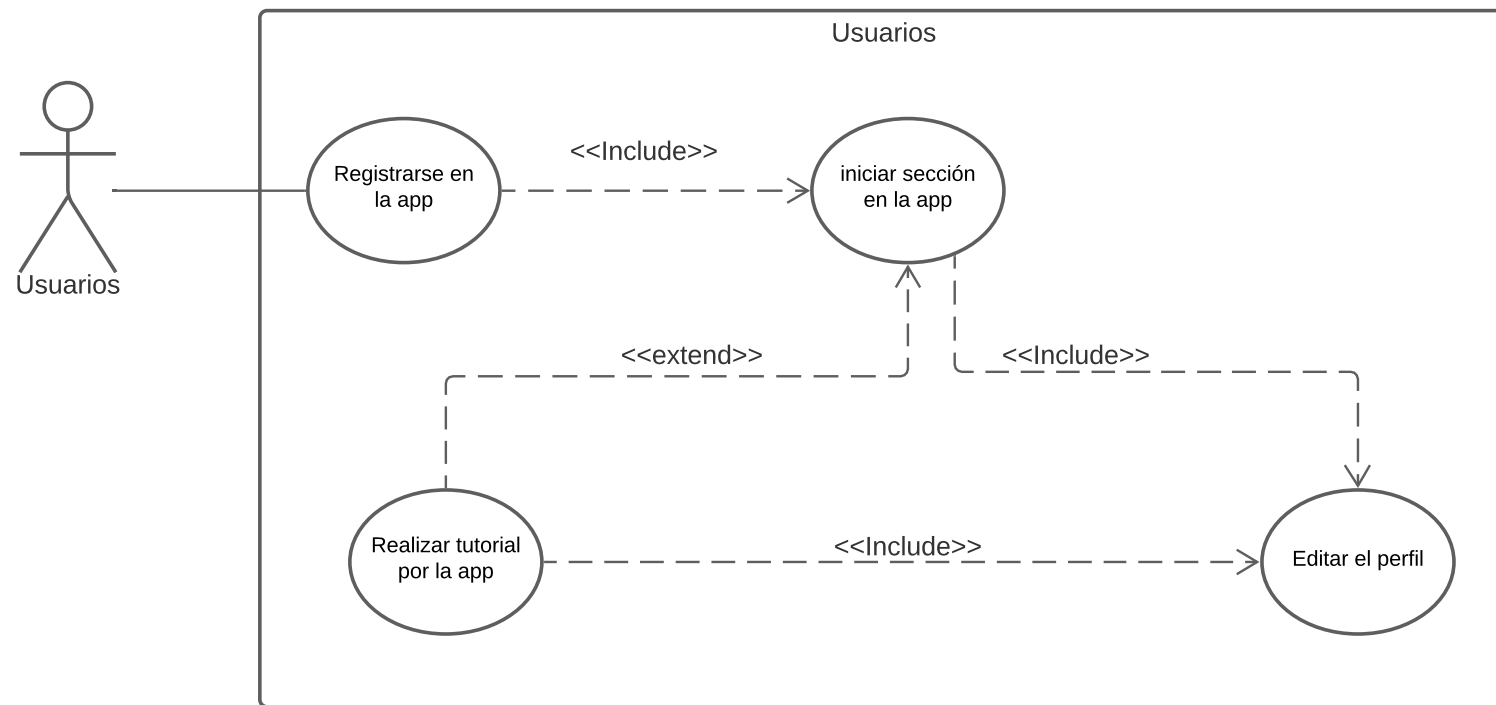 Usuarios
Registrarse en
la app
<<Include>>
iniciar sección
en la app
Usuarios
<<extend>>
<<Include>>
Realizar tutorial
por la app
<<Include>>
Editar el perfil